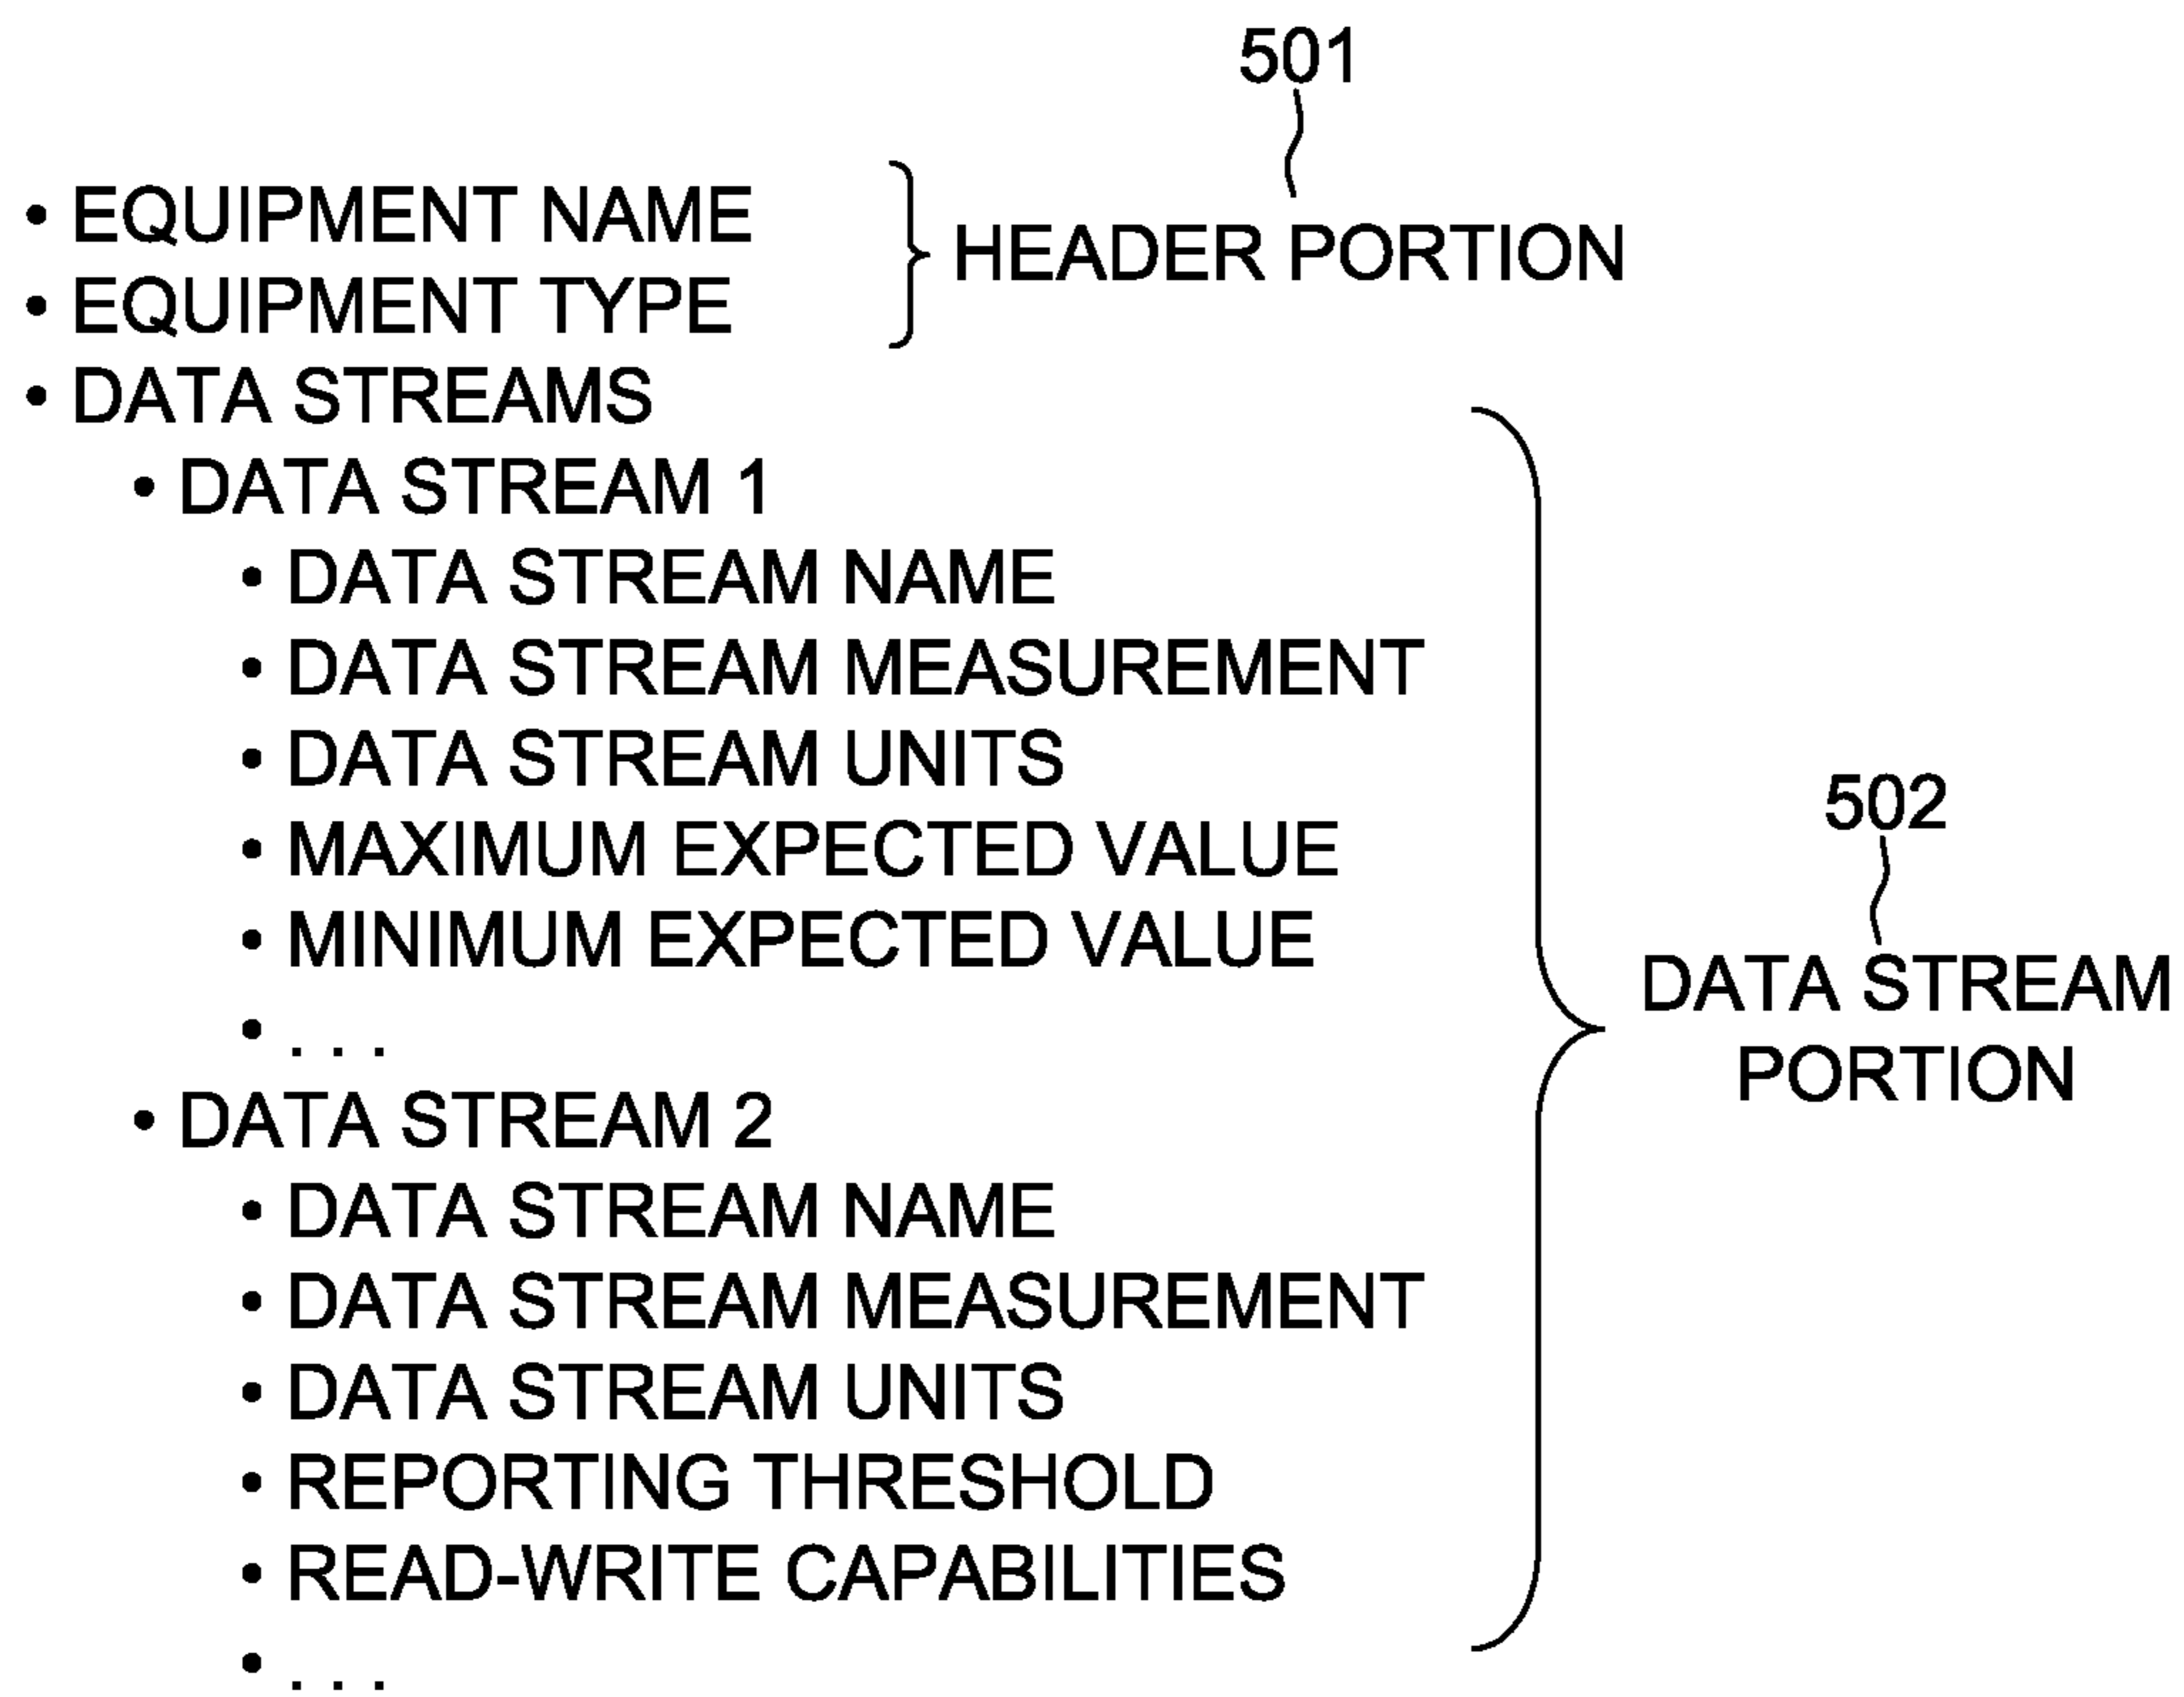 501
• EQUIPMENT NAME
• EQUIPMENT TYPE
HEADER PORTION
• DATA STREAMS
• DATA STREAM 1
• DATA STREAM NAME
• DATA STREAM MEASUREMENT
• DATA STREAM UNITS
• MAXIMUM EXPECTED VALUE
• MINIMUM EXPECTED VALUE
• . . .
• DATA STREAM 2
• DATA STREAM NAME
• DATA STREAM MEASUREMENT
• DATA STREAM UNITS
• REPORTING THRESHOLD
• READ-WRITE CAPABILITIES
• . . .
502
DATA STREAM
PORTION